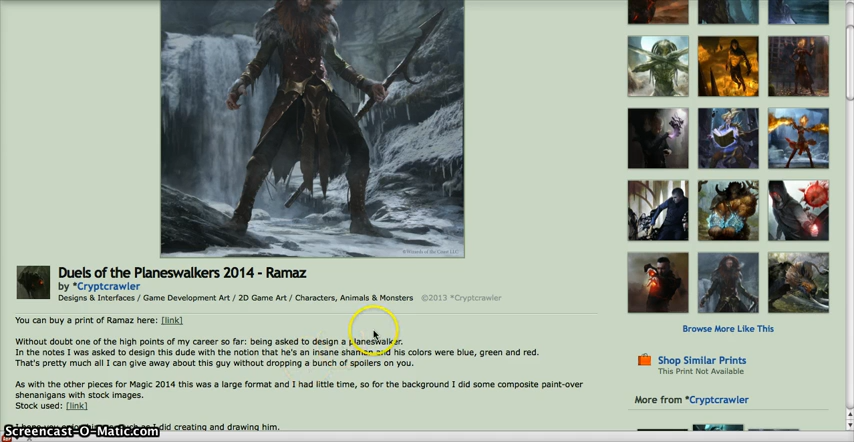 Duels of the Planeswalkers 2014 - Ramaz
by *Cryptcrawler
Designs & Interfaces / Game Development Art / 2D Game Art / Characters, Animals & Monsters ©2013 *Cryptcrawler
You can buy a print of Ramaz here: [link]
Without doubt one of the high points of my career so far: being asked to design a planeswalker.
In the notes I was asked to design this dude with the notion that he's an insane shaman and his colors were blue, green and red.
That's pretty much all I can give away about this guy without dropping a bunch of spoilers on you.
As with the other pieces for Magic 2014 this was a large format and I had little time, so for the background I did some composite paint-over
shenanigans with stock images.
Stock used: [link]
did creating and drawing him.
Browse More Like This
Shop Similar Prints
This Print Not Available
More from *Cryptcrawler
Screencast-O-Matic.com